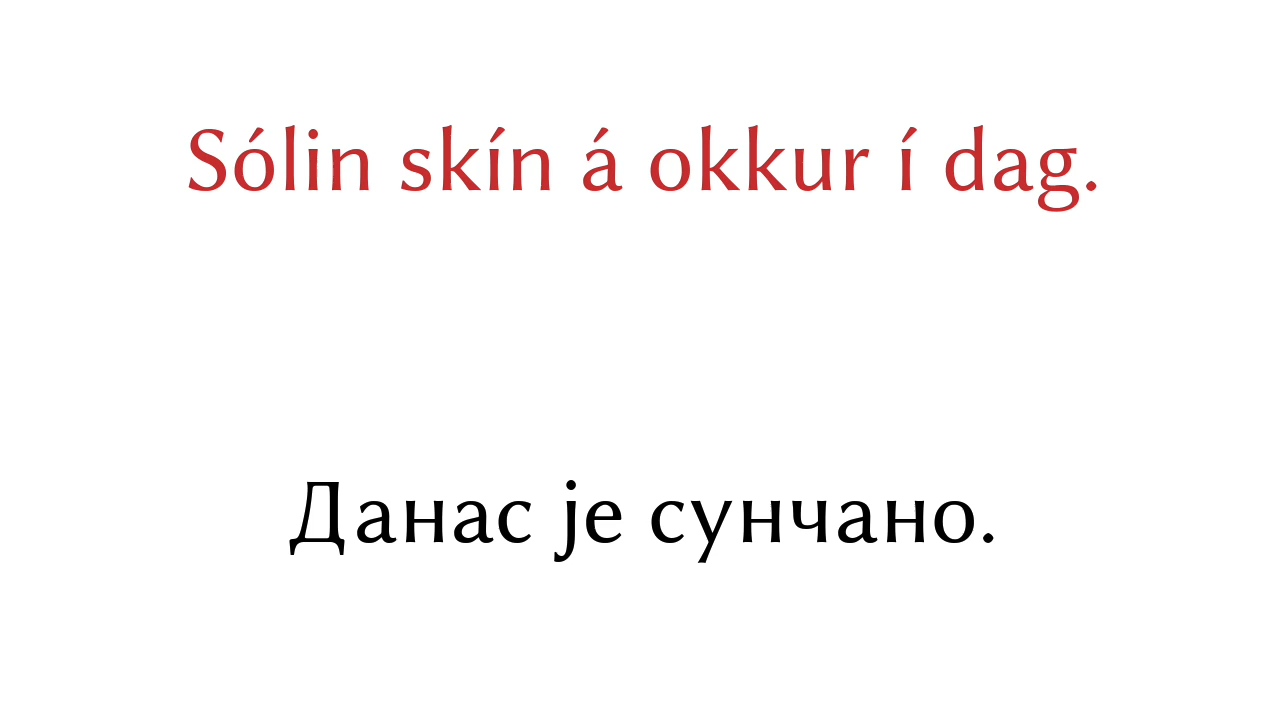 Sólin skín á okkur í dag.
Данас је сунчано.